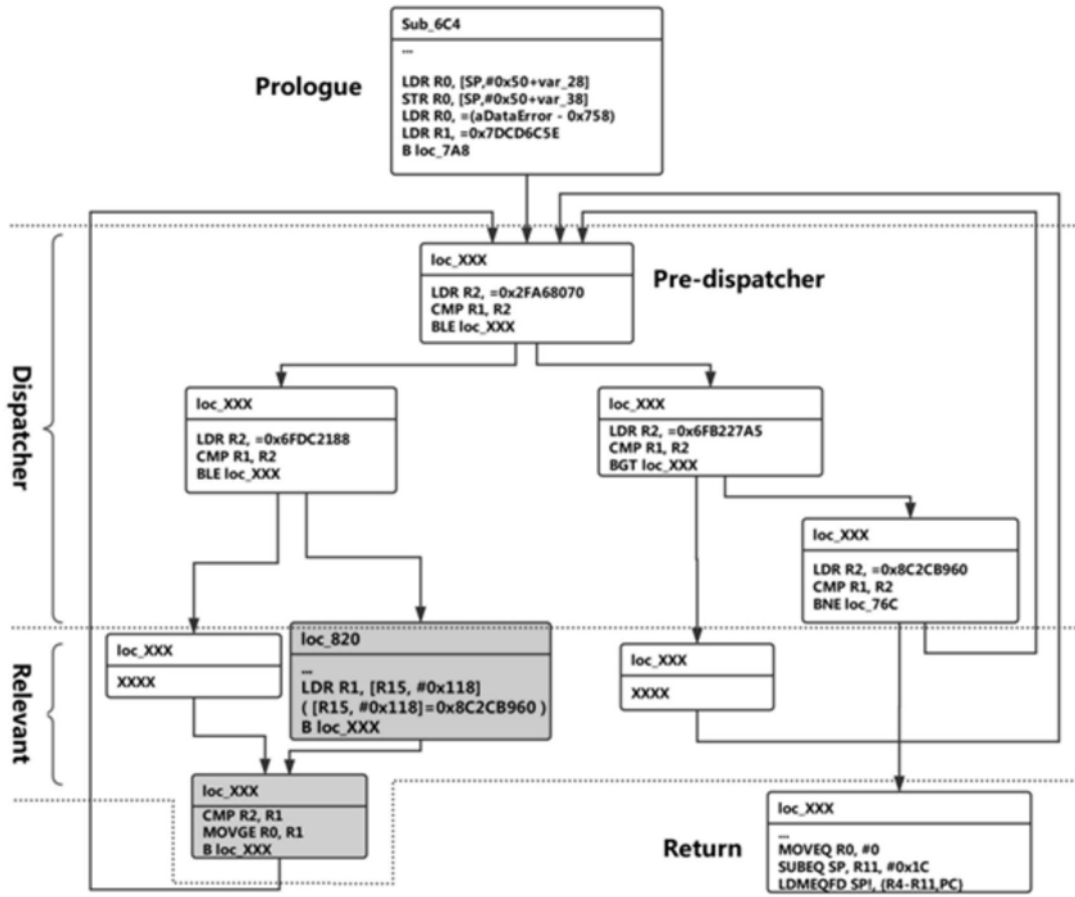 Sub_6C4
...
Prologue
LDR R0, [SP,#0x50+var_28]
STR R0, [SP,#0x50+var_38]
LDR R0, =(aDataError - 0x758)
LDR R1, =0x7DCD6C5E
B loc_7A8
loc_XXX
Pre-dispatcher
LDR R2, =0x2FA68070
CMP R1, R2
BLE loc_XXX
Dispatcher
loc_XXX
LDR R2, =0x6FDC2188
CMP R1, R2
BLE loc_XXX
loc_XXX
LDR R2, =0x6FB227A5
CMP R1, R2
BGT loc_XXX
loc_XXX
LDR R2, =0x8C2CB960
CMP R1, R2
BNE loc_76C
Relevant
loc_XXX
XXXX
loc_820
...
LDR R1, [R15, #0x118]
( [R15, #0x118]=0x8C2CB960 )
B loc_XXX
loc_XXX
XXXX
loc_XXX
CMP R2, R1
MOVGE R0, R1
B loc_XXX
Return
loc_XXX
...
MOVEQ R0, #0
SUBEQ SP, R11, #0x1C
LDMEQFD SP!, {R4-R11,PC}